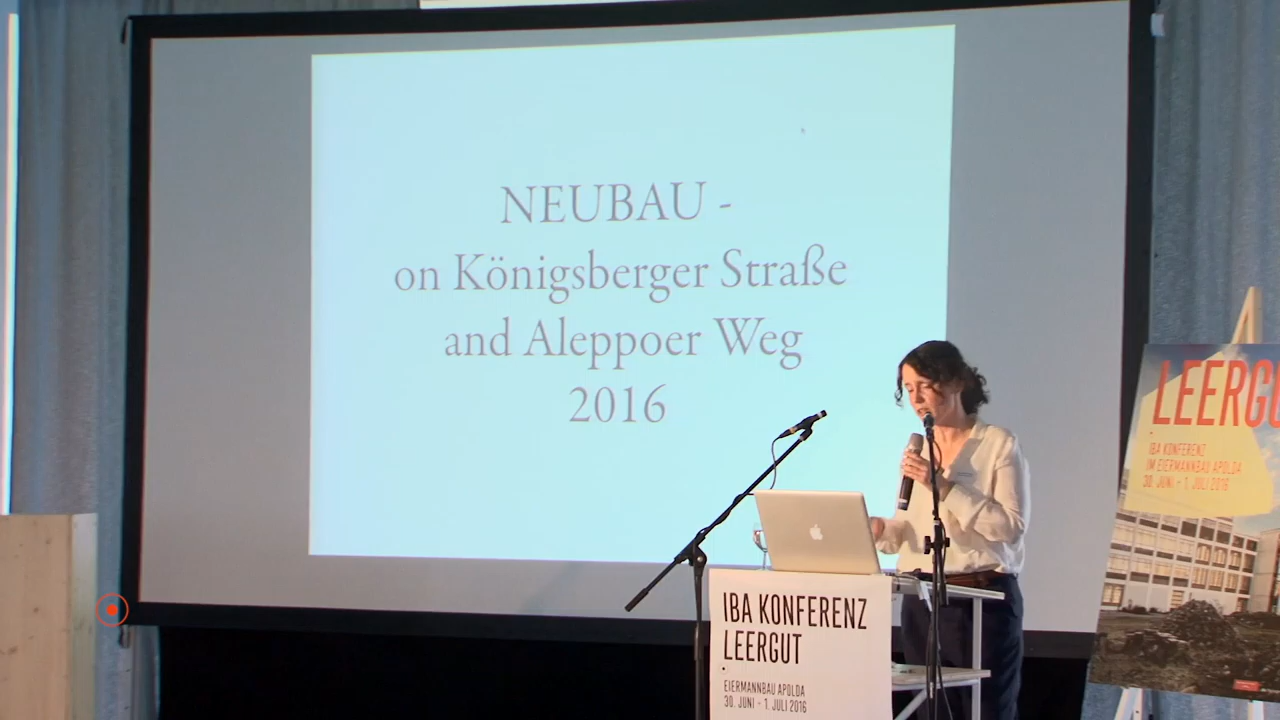 NEUBAU -
on Königsberger Straße
and Aleppoer Weg
2016
IBA KONFERENZ
LEERGUT
EIERMANNBAU APOLDA
30. JUNI - 1. JULI 2016
LEERGU
IBA KONFERENZ
IM EIERMANNBAU APOLDA
30. JUNI - 1. JULI 2016